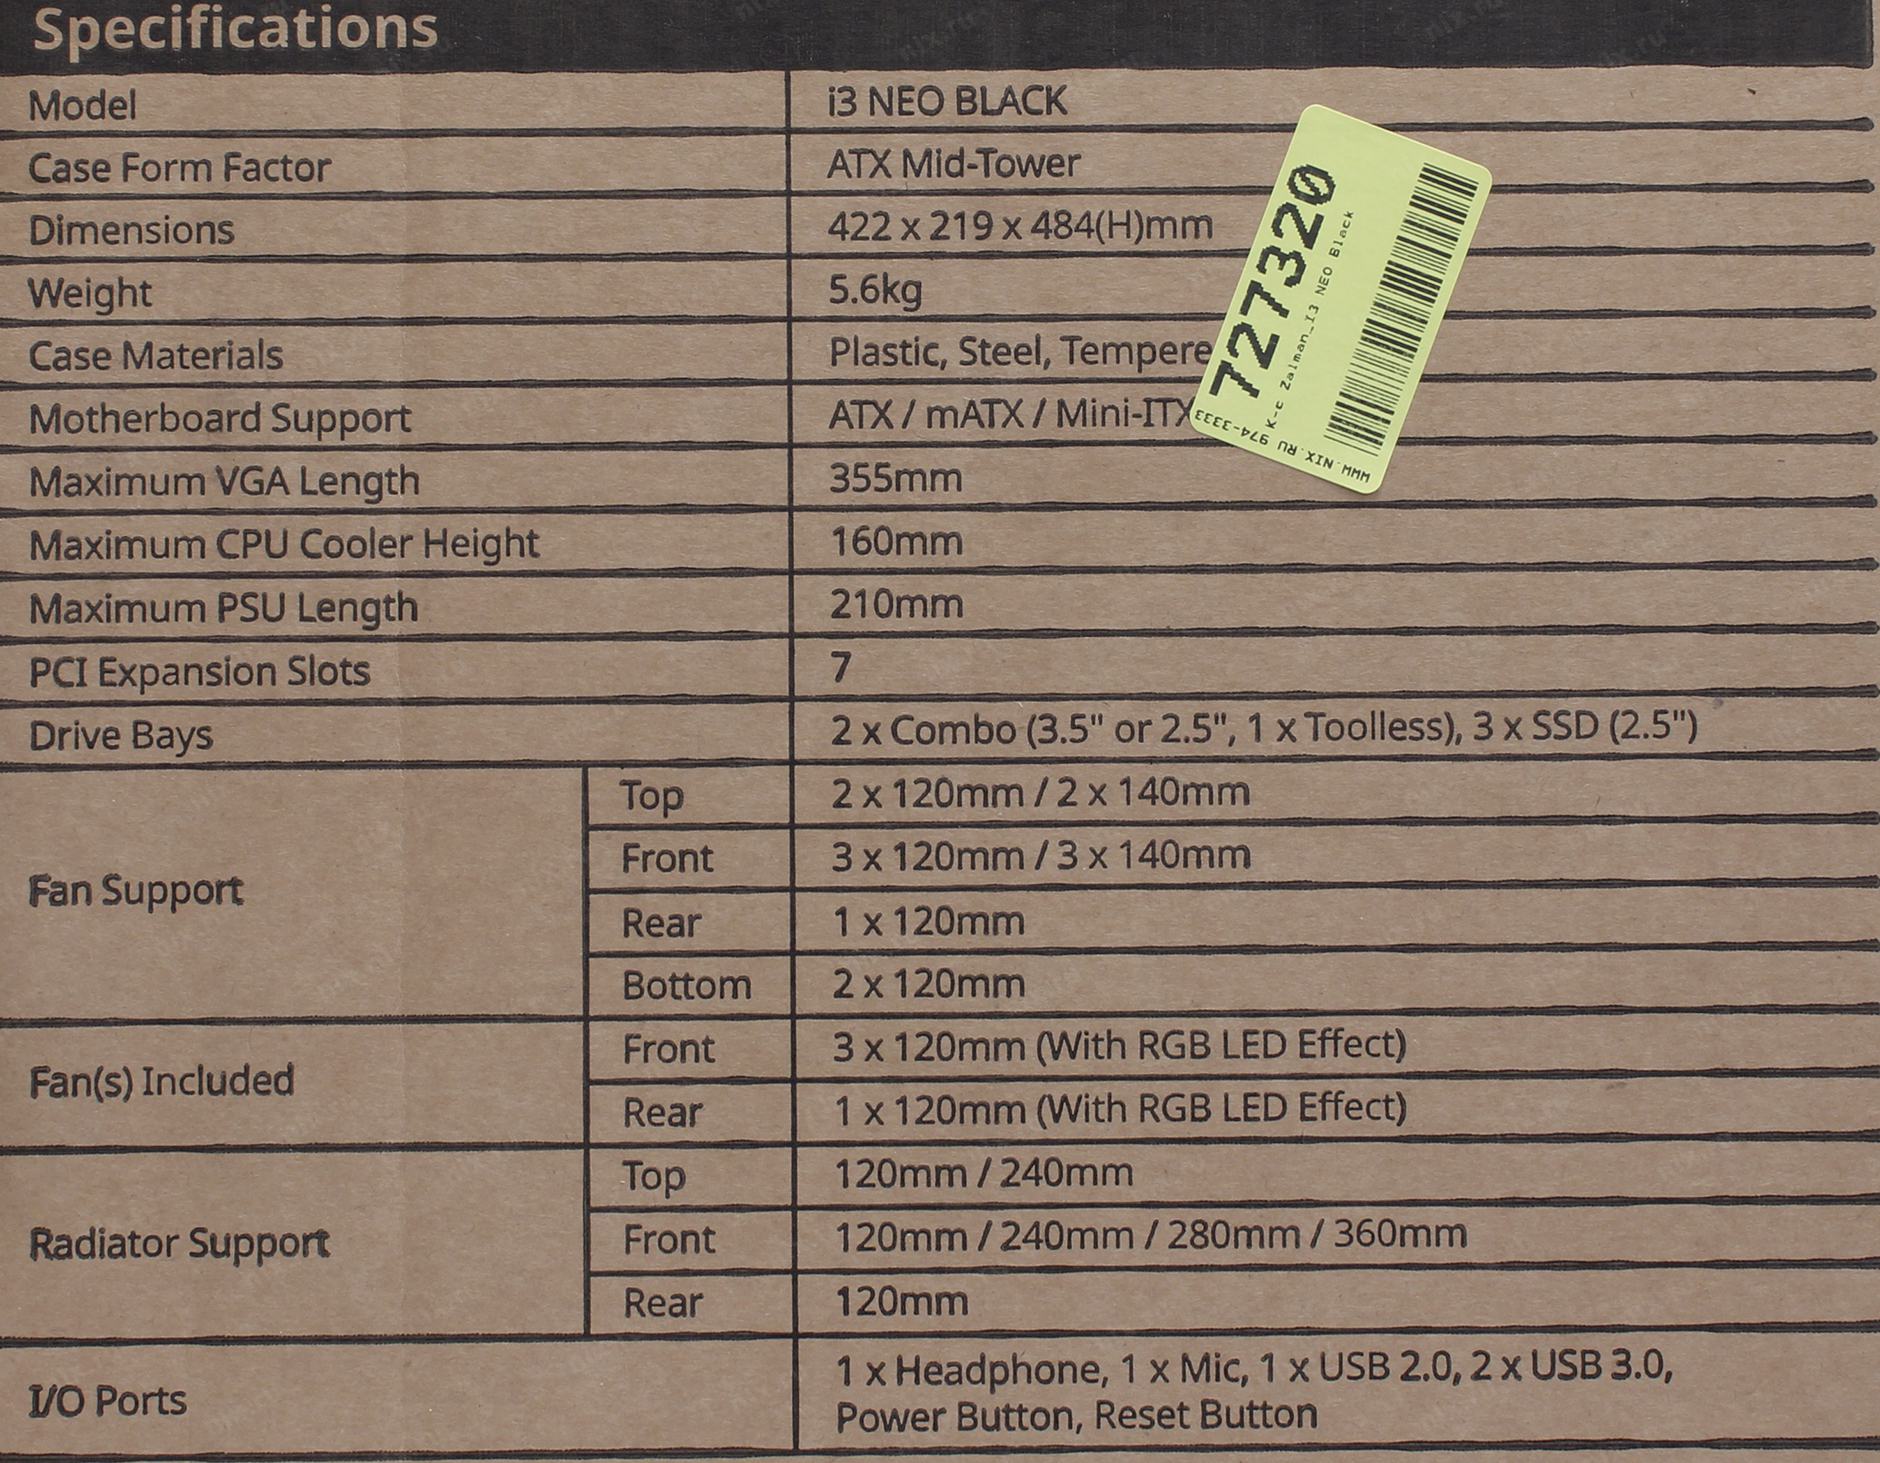 Specifications
Model i3 NEO BLACK
Case Form Factor ATX Mid-Tower
Dimensions 422 x 219 x 484(H)mm
Weight 5.6kg
Case Materials Plastic, Steel, Tempere
Motherboard Support ATX / mATX / Mini-ITX
Maximum VGA Length 355mm
Maximum CPU Cooler Height 160mm
Maximum PSU Length 210mm
PCI Expansion Slots 7
Drive Bays 2 x Combo (3.5" or 2.5", 1 x Toolless), 3 x SSD (2.5")
Fan Support
Top 2 x 120mm / 2 x 140mm
Front 3 x 120mm / 3 x 140mm
Rear 1 x 120mm
Bottom 2 x 120mm
Fan(s) Included
Front 3 x 120mm (With RGB LED Effect)
Rear 1 x 120mm (With RGB LED Effect)
Radiator Support
Top 120mm / 240mm
Front 120mm / 240mm / 280mm / 360mm
Rear 120mm
I/O Ports 1 x Headphone, 1 x Mic, 1 x USB 2.0, 2 x USB 3.0,
Power Button, Reset Button
727320
K-c Zalman_I3 NEO Black
WWW.NIX.RU 974-3333